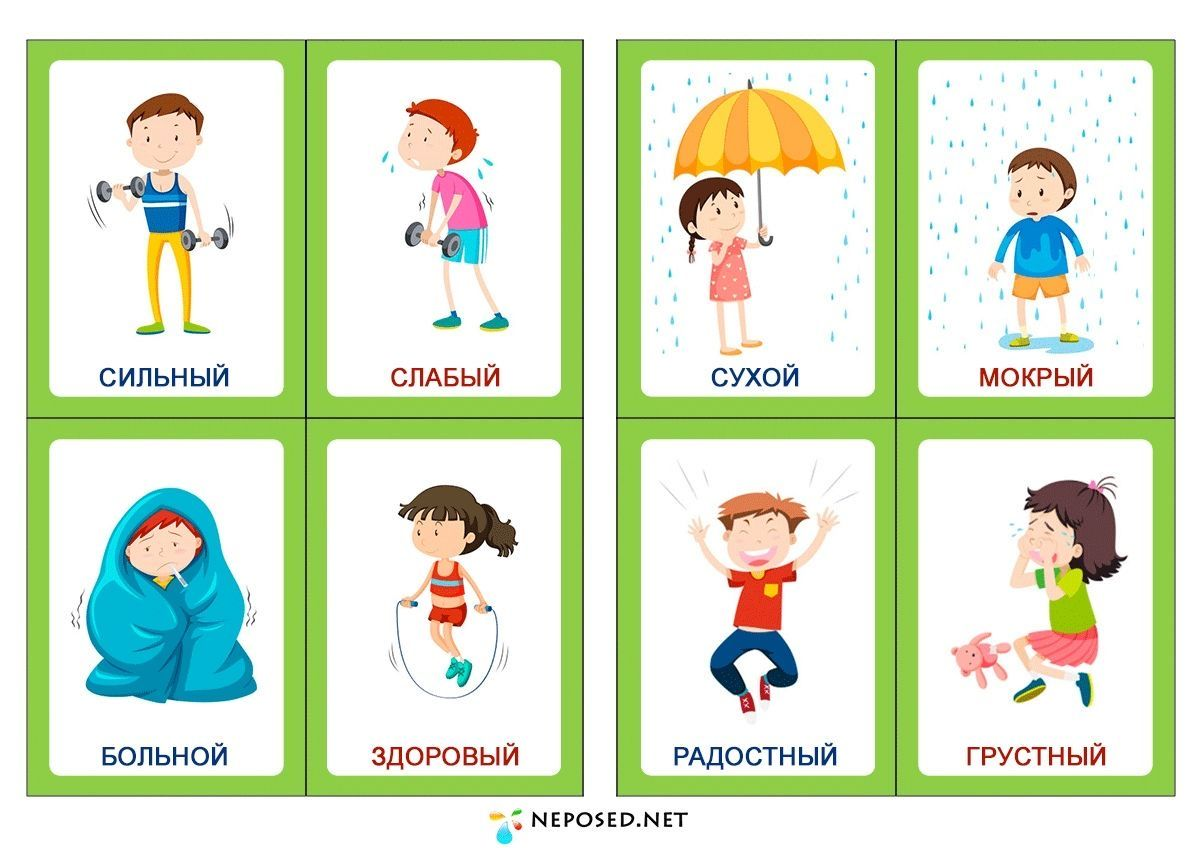 СИЛЬНЫЙ
СЛАБЫЙ
СУХОЙ
МОКРЫЙ
БОЛЬНОЙ
ЗДОРОВЫЙ
РАДОСТНЫЙ
ГРУСТНЫЙ
NEPOSED.NET